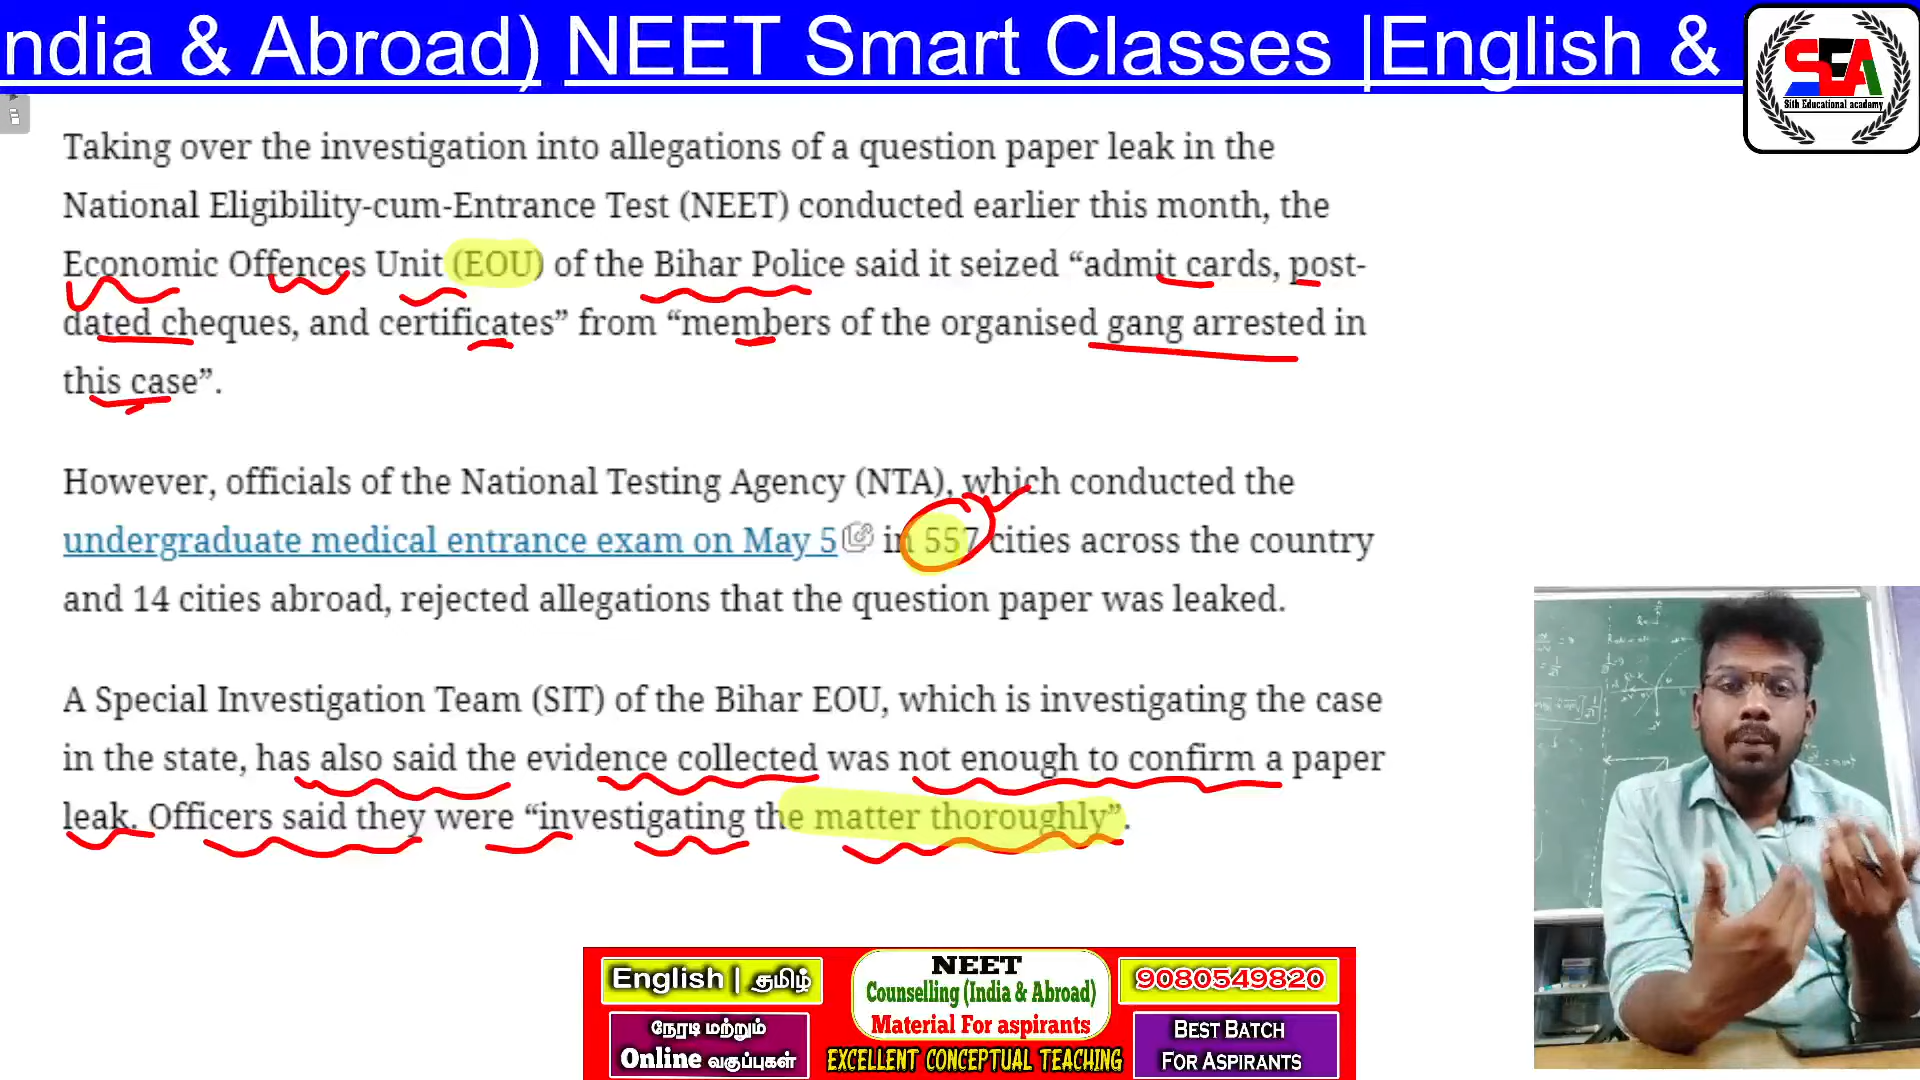 ndia & Abroad) NEET Smart Classes |English &
SEA
Sith Educational academy
Taking over the investigation into allegations of a question paper leak in the
National Eligibility-cum-Entrance Test (NEET) conducted earlier this month, the
Economic Offences Unit (EOU) of the Bihar Police said it seized “admit cards, post-
dated cheques, and certificates” from “members of the organised gang arrested in
this case”.
However, officials of the National Testing Agency (NTA), which conducted the
undergraduate medical entrance exam on May 5 in 557 cities across the country
and 14 cities abroad, rejected allegations that the question paper was leaked.
A Special Investigation Team (SIT) of the Bihar EOU, which is investigating the case
in the state, has also said the evidence collected was not enough to confirm a paper
leak. Officers said they were “investigating the matter thoroughly”.
English | தமிழ்
நேரடி மற்றும்
Online வகுப்புகள்
NEET
Counselling (India & Abroad)
Material For aspirants
EXCELLENT CONCEPTUAL TEACHING
9080549820
BEST BATCH
FOR ASPIRANTS